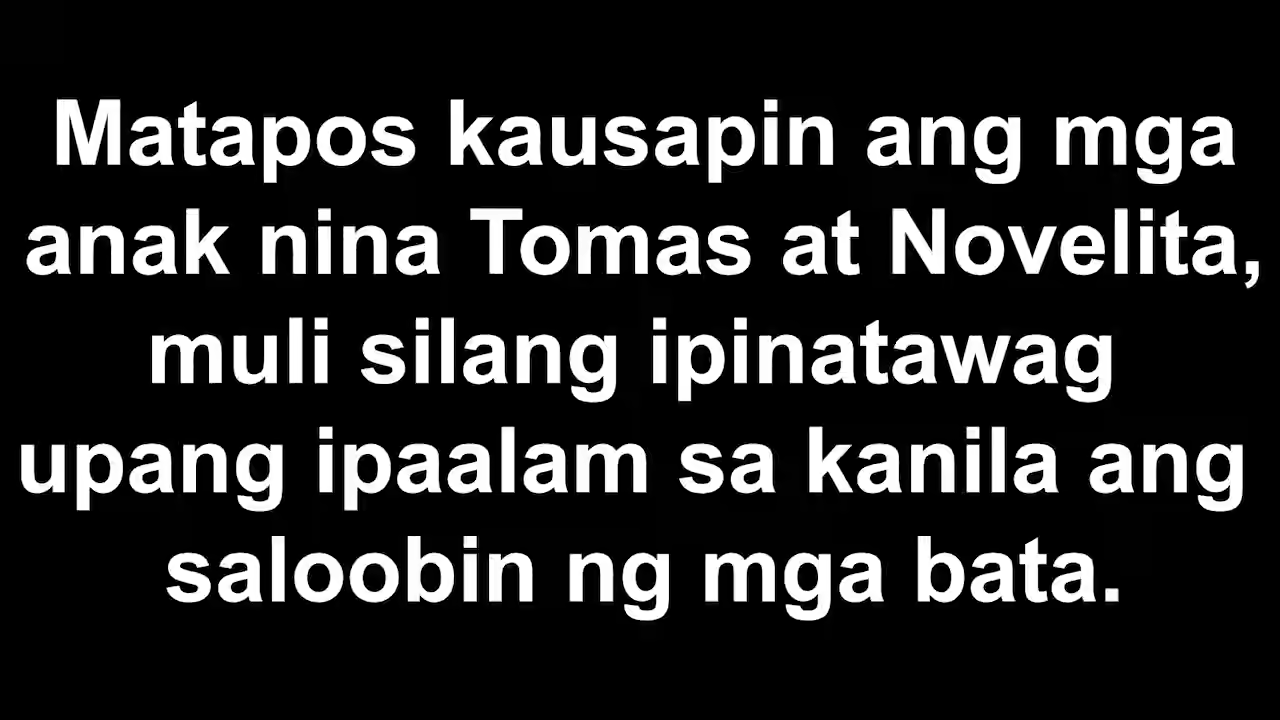 Matapos kausapin ang mga
anak nina Tomas at Novelita,
muli silang ipinatawag
upang ipaalam sa kanila ang
saloobin ng mga bata.